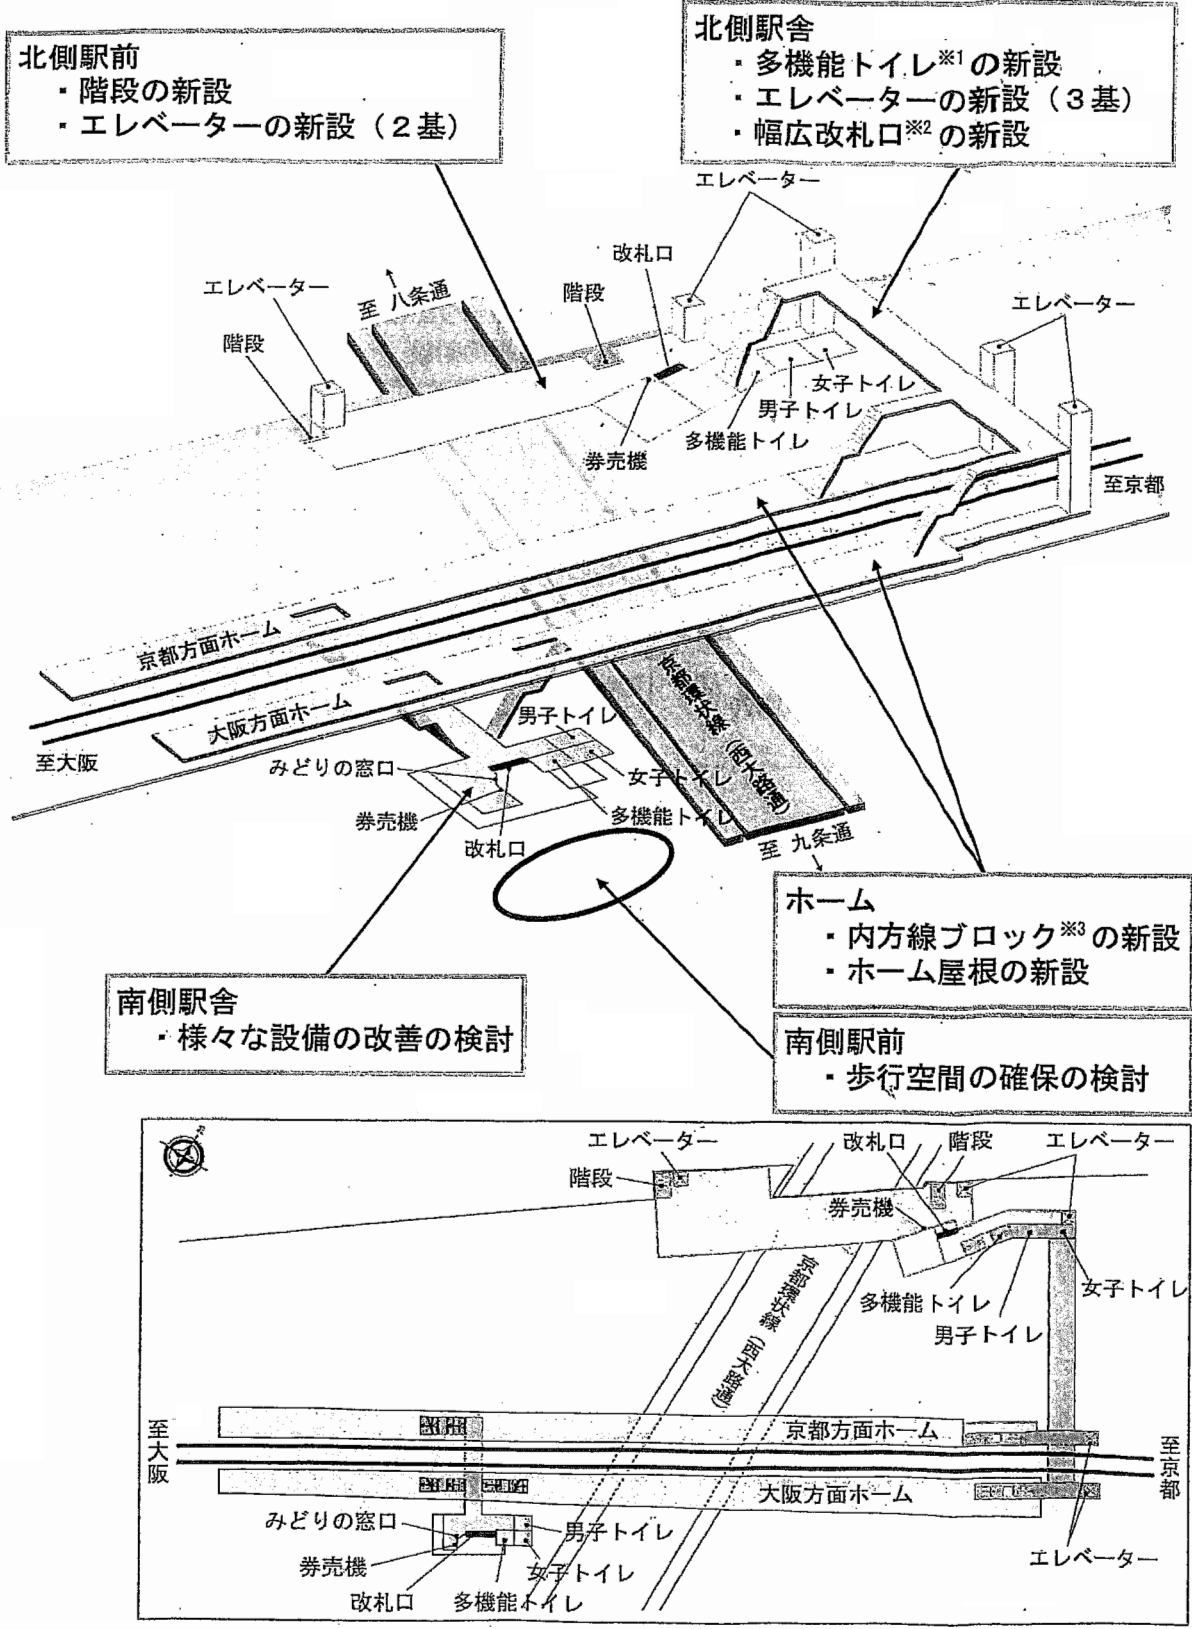 北側駅前
・階段の新設
・エレベーターの新設（２基）
北側駅舎
・多機能トイレ※1の新設
・エレベーターの新設（３基）
・幅広改札口※2の新設
エレベーター
改札口
階段
至 八条通
エレベーター
階段
エレベーター
女子トイレ
男子トイレ
多機能トイレ
券売機
至京都
京都方面ホーム
大阪方面ホーム
至大阪
京都環状線（西大路通）
男子トイレ
みどりの窓口
女子トイレ
券売機
多機能トイレ
改札口
至 九条通
ホーム
・内方線ブロック※3の新設
・ホーム屋根の新設
南側駅舎
・様々な設備の改善の検討
南側駅前
・歩行空間の確保の検討
エレベーター
改札口
階段
エレベーター
階段
券売機
京都環状線（西大路通）
多機能トイレ
女子トイレ
男子トイレ
至大阪
京都方面ホーム
至京都
大阪方面ホーム
みどりの窓口
男子トイレ
券売機
女子トイレ
エレベーター
改札口
多機能トイレ